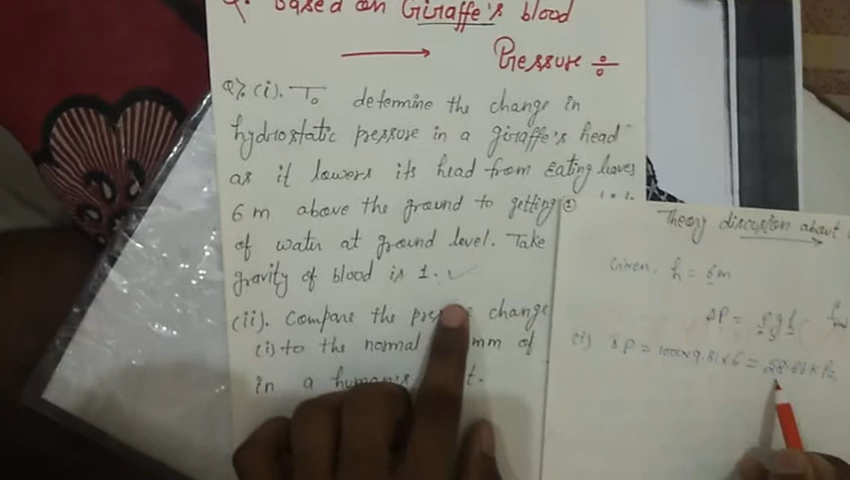 Q. Based on Giraffe's blood
Pressure ÷
Q%. (i). To determine the change in
hydrostatic pressure in a giraffe's head
as it lowers its head from eating leaves
6 m above the ground to getting
of water at ground level. Take
gravity of blood is 1.
(ii). Compare the change
(i) to the normal mm of
in a human's
Theory discussion about
Given, h = 6m
ΔP = ρgh
(i) ΔP = 1000×9.81×6 = 58.86 kPa,